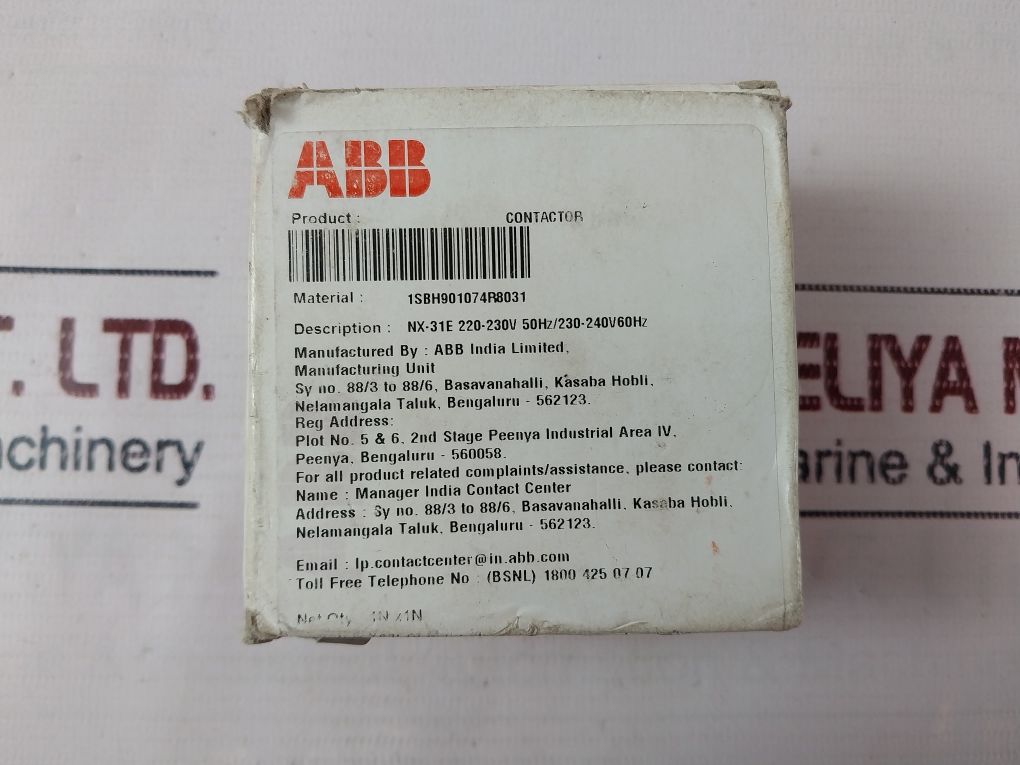 ABB
Product : CONTACTOR
Material : 1SBH901074R8031
Description : NX-31E 220-230V 50Hz/230-240V60Hz
Manufactured By : ABB India Limited,
Manufacturing Unit
Sy no. 88/3 to 88/6, Basavanahalli, Kasaba Hobli,
Nelamangala Taluk, Bengaluru - 562123.
Reg Address:
Plot No. 5 & 6, 2nd Stage Peenya Industrial Area IV,
Peenya, Bengaluru - 560058.
For all product related complaints/assistance, please contact:
Name : Manager India Contact Center
Address : Sy no. 88/3 to 88/6, Basavanahalli, Kasaba Hobli,
Nelamangala Taluk, Bengaluru - 562123.
Email : lp.contactcenter@in.abb.com
Toll Free Telephone No : (BSNL) 1800 425 07 07
Net Qty 1N x1N
T. LTD.
chinery
ELIYA M
arine & In